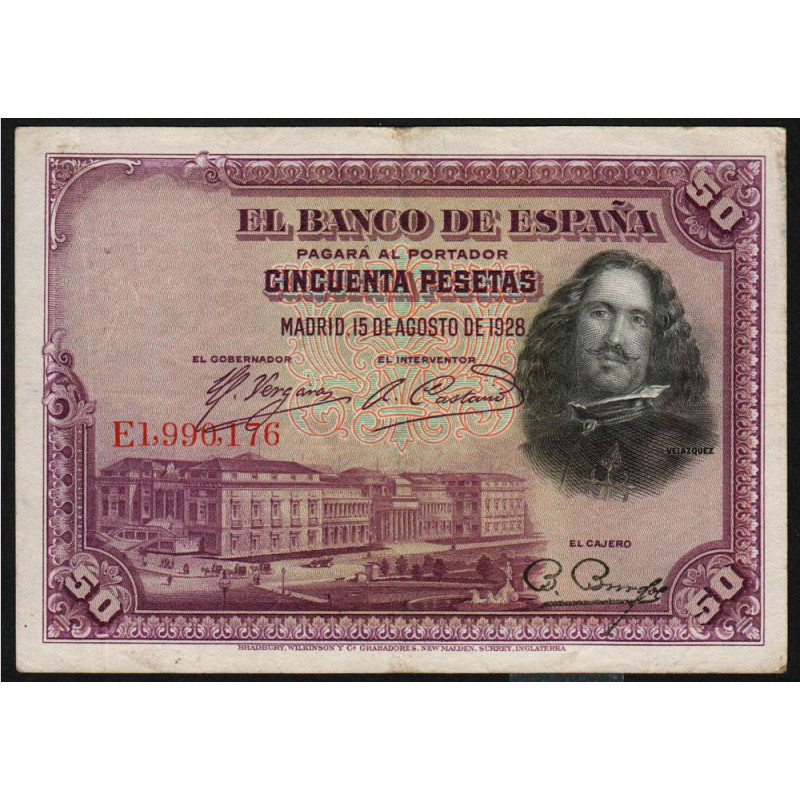 EL BANCO DE ESPAÑA
PAGARÁ AL PORTADOR
CINCUENTA PESETAS
MADRID, 15 DE AGOSTO DE 1928
EL GOBERNADOR EL INTERVENTOR
E1,990,176
VELAZQUEZ
EL CAJERO
50
50
50
50
BRADBURY, WILKINSON Y Cª GRABADORES, NEW MALDEN, SURREY, INGLATERRA